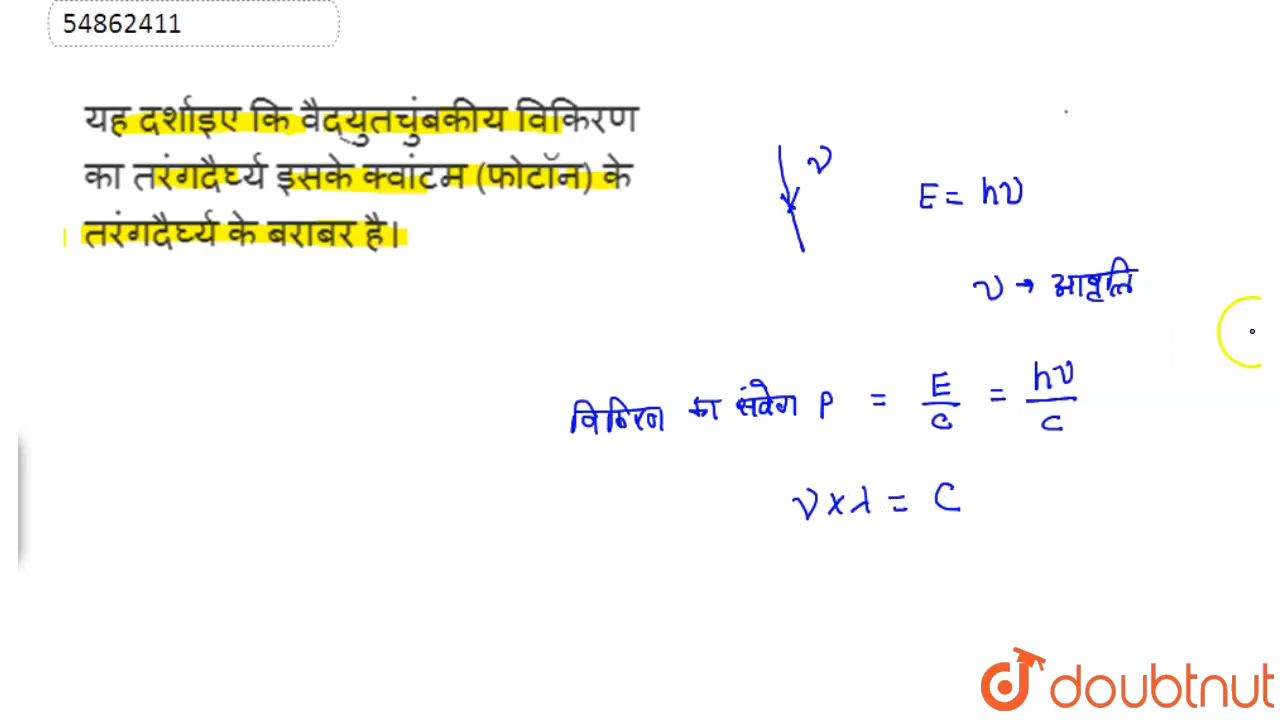 54862411
यह दर्शाइए कि वैद्युतचुंबकीय विकिरण
का तरंगदैर्घ्य इसके क्वांटम (फोटॉन) के
तरंगदैर्घ्य के बराबर है।
ν
E = hν
ν → आवृत्ति
विकिरण का संवेग P = E/C = hν/C
ν × λ = C
doubtnut